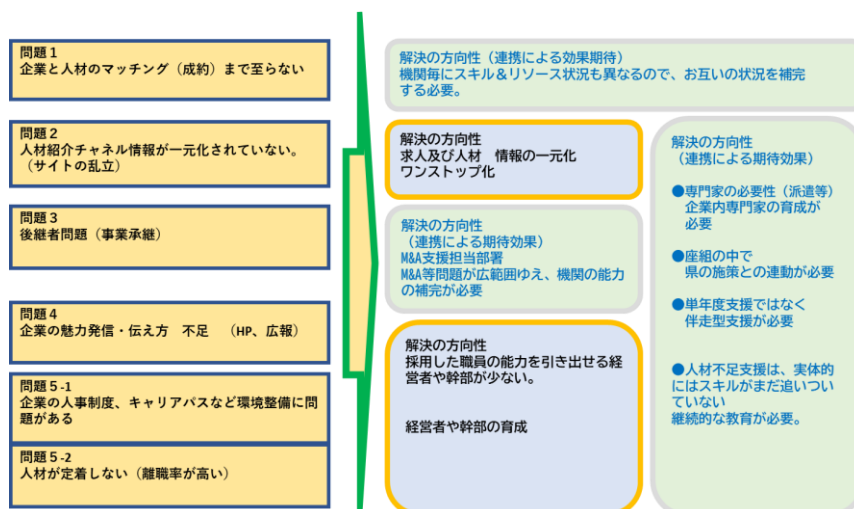 問題１
企業と人材のマッチング（成約）まで至らない
問題２
人材紹介チャネル情報が一元化されていない。
（サイトの乱立）
問題３
後継者問題（事業承継）
問題４
企業の魅力発信・伝え方　不足　（HP、広報）
問題５-１
企業の人事制度、キャリアパスなど環境整備に問
題がある
問題５-２
人材が定着しない（離職率が高い）
解決の方向性（連携による効果期待）
機関毎にスキル＆リソース状況も異なるので、お互いの状況を補完
する必要。
解決の方向性
求人及び人材　情報の一元化
ワンストップ化
解決の方向性
（連携による期待効果）
M&A支援担当部署
M&A等問題が広範囲ゆえ、機関の能力
の補完が必要
解決の方向性
採用した職員の能力を引き出せる経
営者や幹部が少ない。
経営者や幹部の育成
解決の方向性
（連携による期待効果）
●専門家の必要性（派遣等）
企業内専門家の育成が
必要
●座組の中で
県の施策との連動が必要
●単年度支援ではなく
伴走型支援が必要
●人材不足支援は、実体的
にはスキルがまだ追いつい
ていない
継続的な教育が必要。